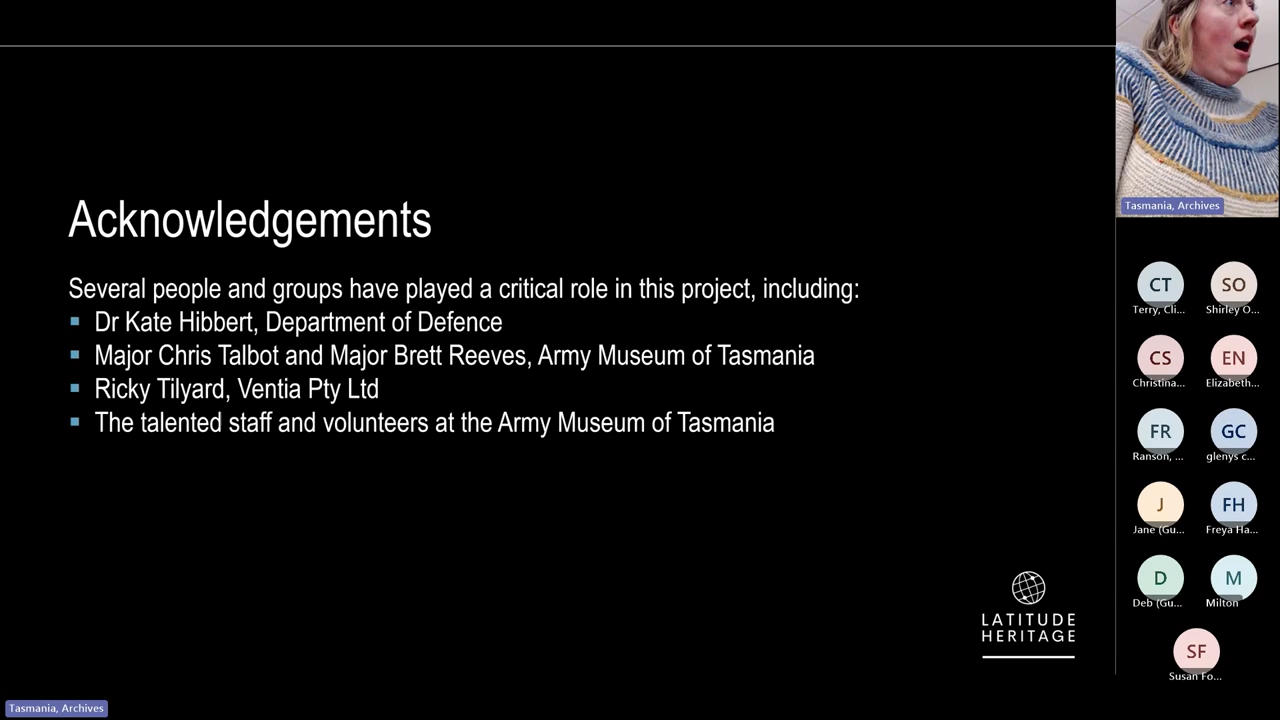 Acknowledgements
Several people and groups have played a critical role in this project, including:
Dr Kate Hibbert, Department of Defence
Major Chris Talbot and Major Brett Reeves, Army Museum of Tasmania
Ricky Tilyard, Ventia Pty Ltd
The talented staff and volunteers at the Army Museum of Tasmania
LATITUDE
HERITAGE
Tasmania, Archives
Tasmania, Archives
CT
Terry, Cli...
SO
Shirley O...
CS
Christina...
EN
Elizabeth...
FR
Ranson, ...
GC
glenys c...
J
Jane (Gu...
FH
Freya Ha...
D
Deb (Gu...
M
Milton
SF
Susan Fo...